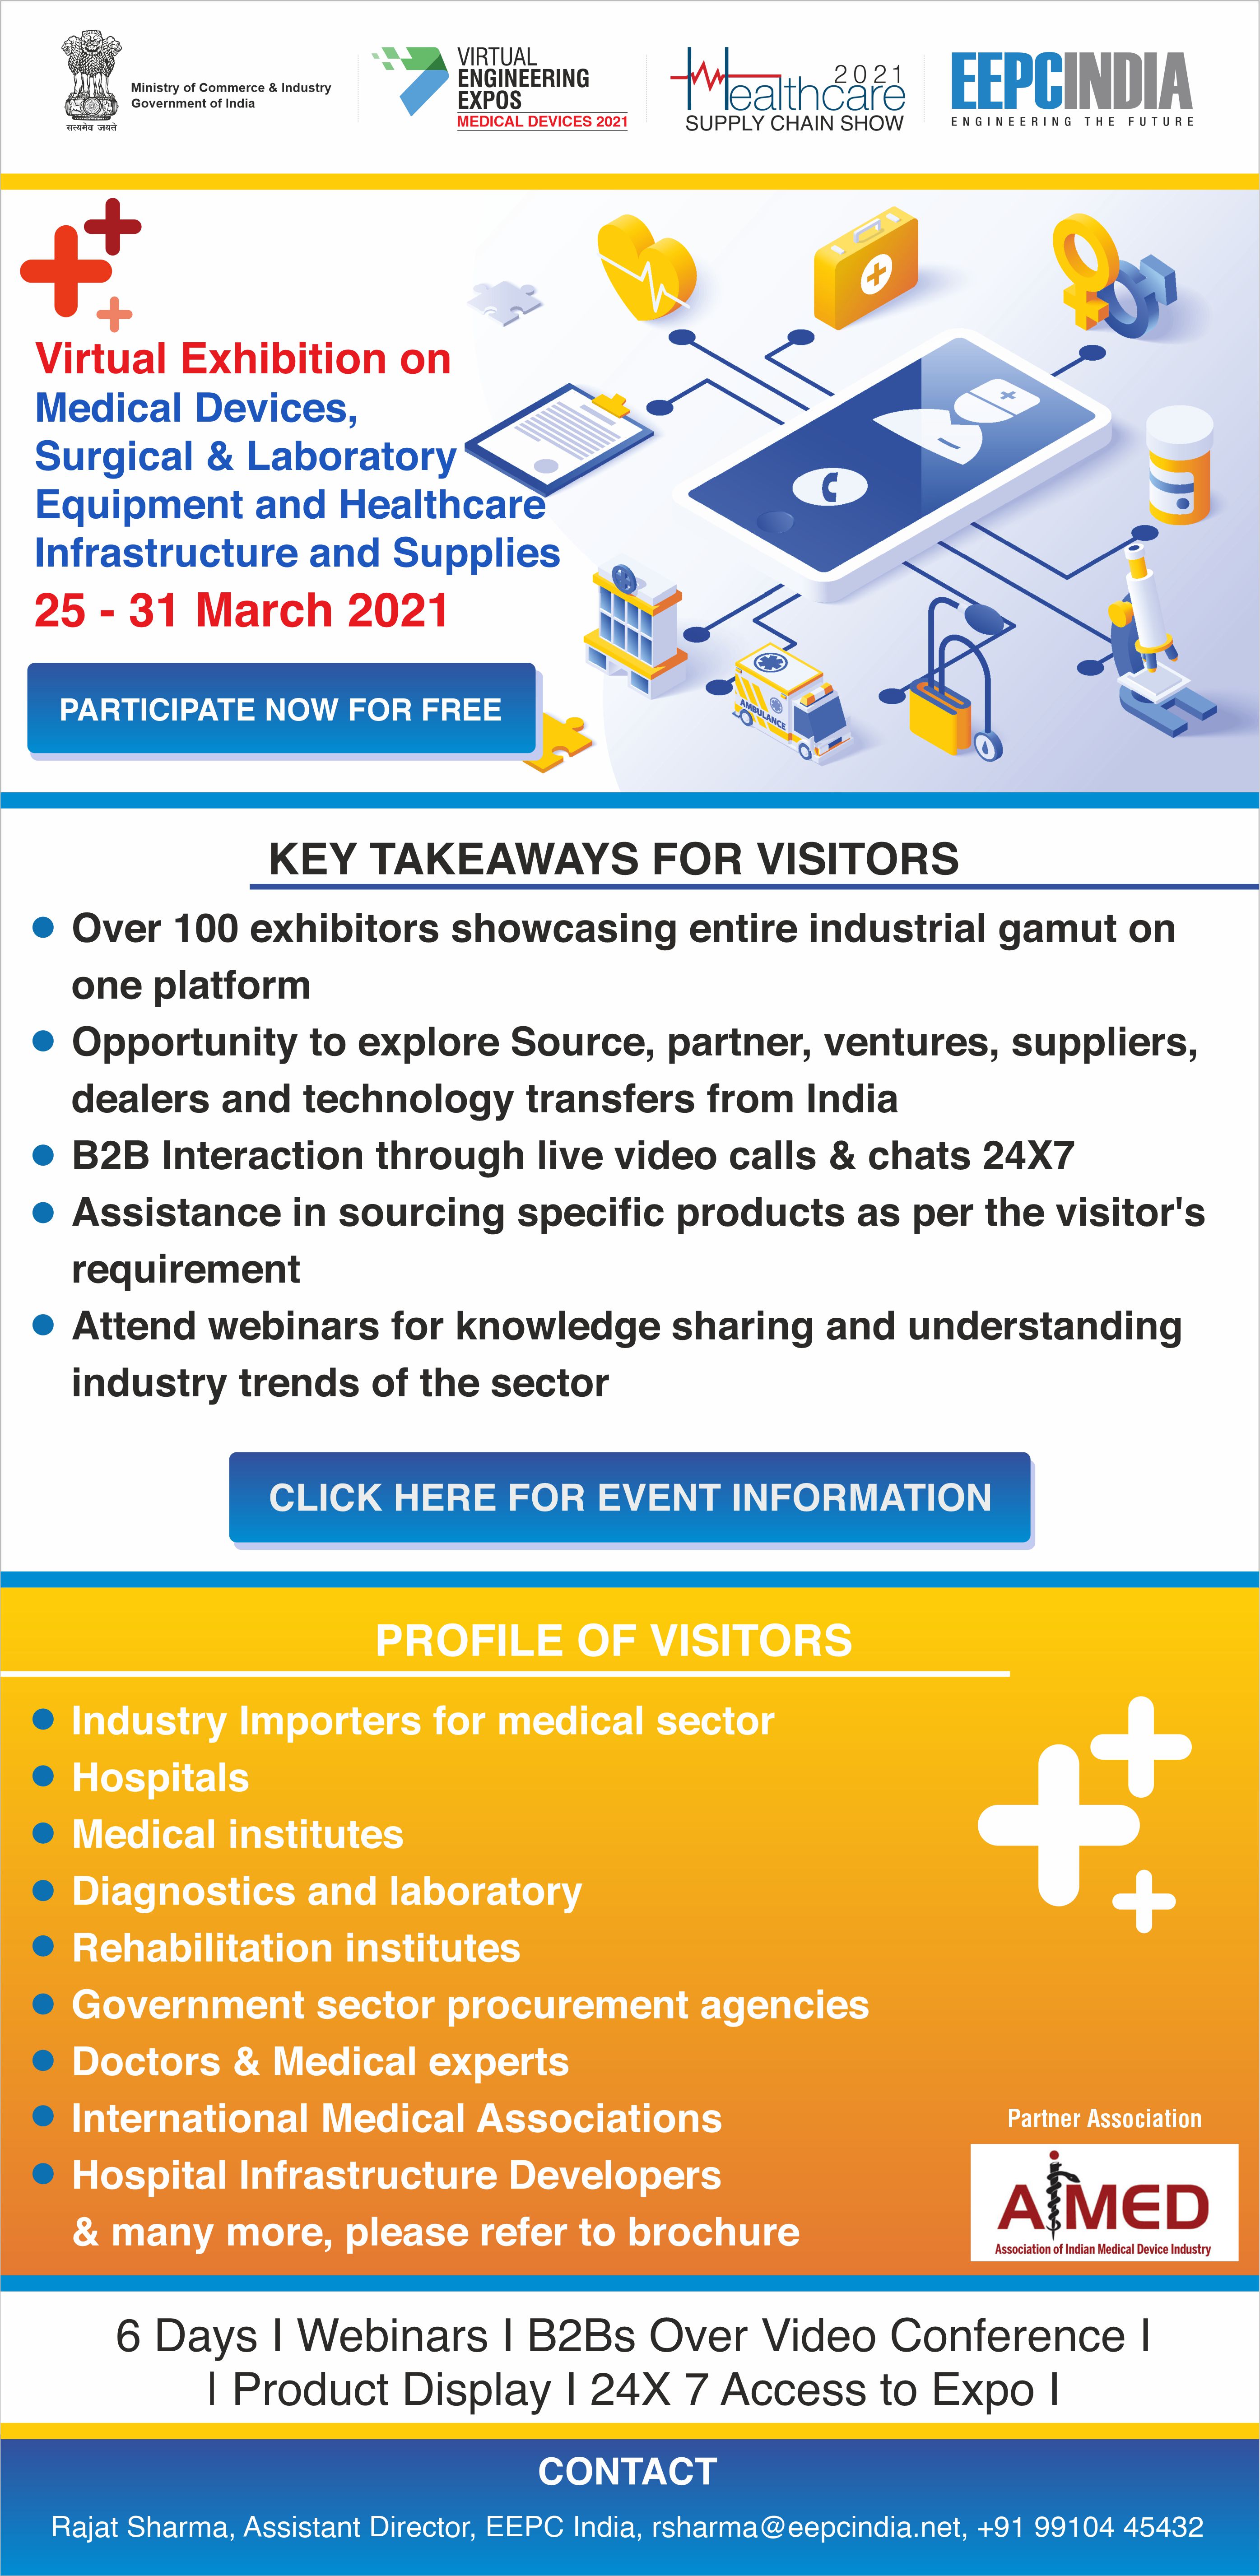 सत्यमेव जयते
Ministry of Commerce & Industry
Government of India
VIRTUAL
ENGINEERING
EXPOS
MEDICAL DEVICES 2021
2021
Healthcare
SUPPLY CHAIN SHOW
EEPCINDIA
ENGINEERING THE FUTURE
Virtual Exhibition on
Medical Devices,
Surgical & Laboratory
Equipment and Healthcare
Infrastructure and Supplies
25 - 31 March 2021
PARTICIPATE NOW FOR FREE
AMBULANCE
KEY TAKEAWAYS FOR VISITORS
Over 100 exhibitors showcasing entire industrial gamut on
one platform
Opportunity to explore Source, partner, ventures, suppliers,
dealers and technology transfers from India
B2B Interaction through live video calls & chats 24X7
Assistance in sourcing specific products as per the visitor's
requirement
Attend webinars for knowledge sharing and understanding
industry trends of the sector
CLICK HERE FOR EVENT INFORMATION
PROFILE OF VISITORS
Industry Importers for medical sector
Hospitals
Medical institutes
Diagnostics and laboratory
Rehabilitation institutes
Government sector procurement agencies
Doctors & Medical experts
International Medical Associations
Hospital Infrastructure Developers
& many more, please refer to brochure
Partner Association
AiMED
Association of Indian Medical Device Industry
6 Days I Webinars I B2Bs Over Video Conference I
| Product Display I 24X 7 Access to Expo I
CONTACT
Rajat Sharma, Assistant Director, EEPC India, rsharma@eepcindia.net, +91 99104 45432